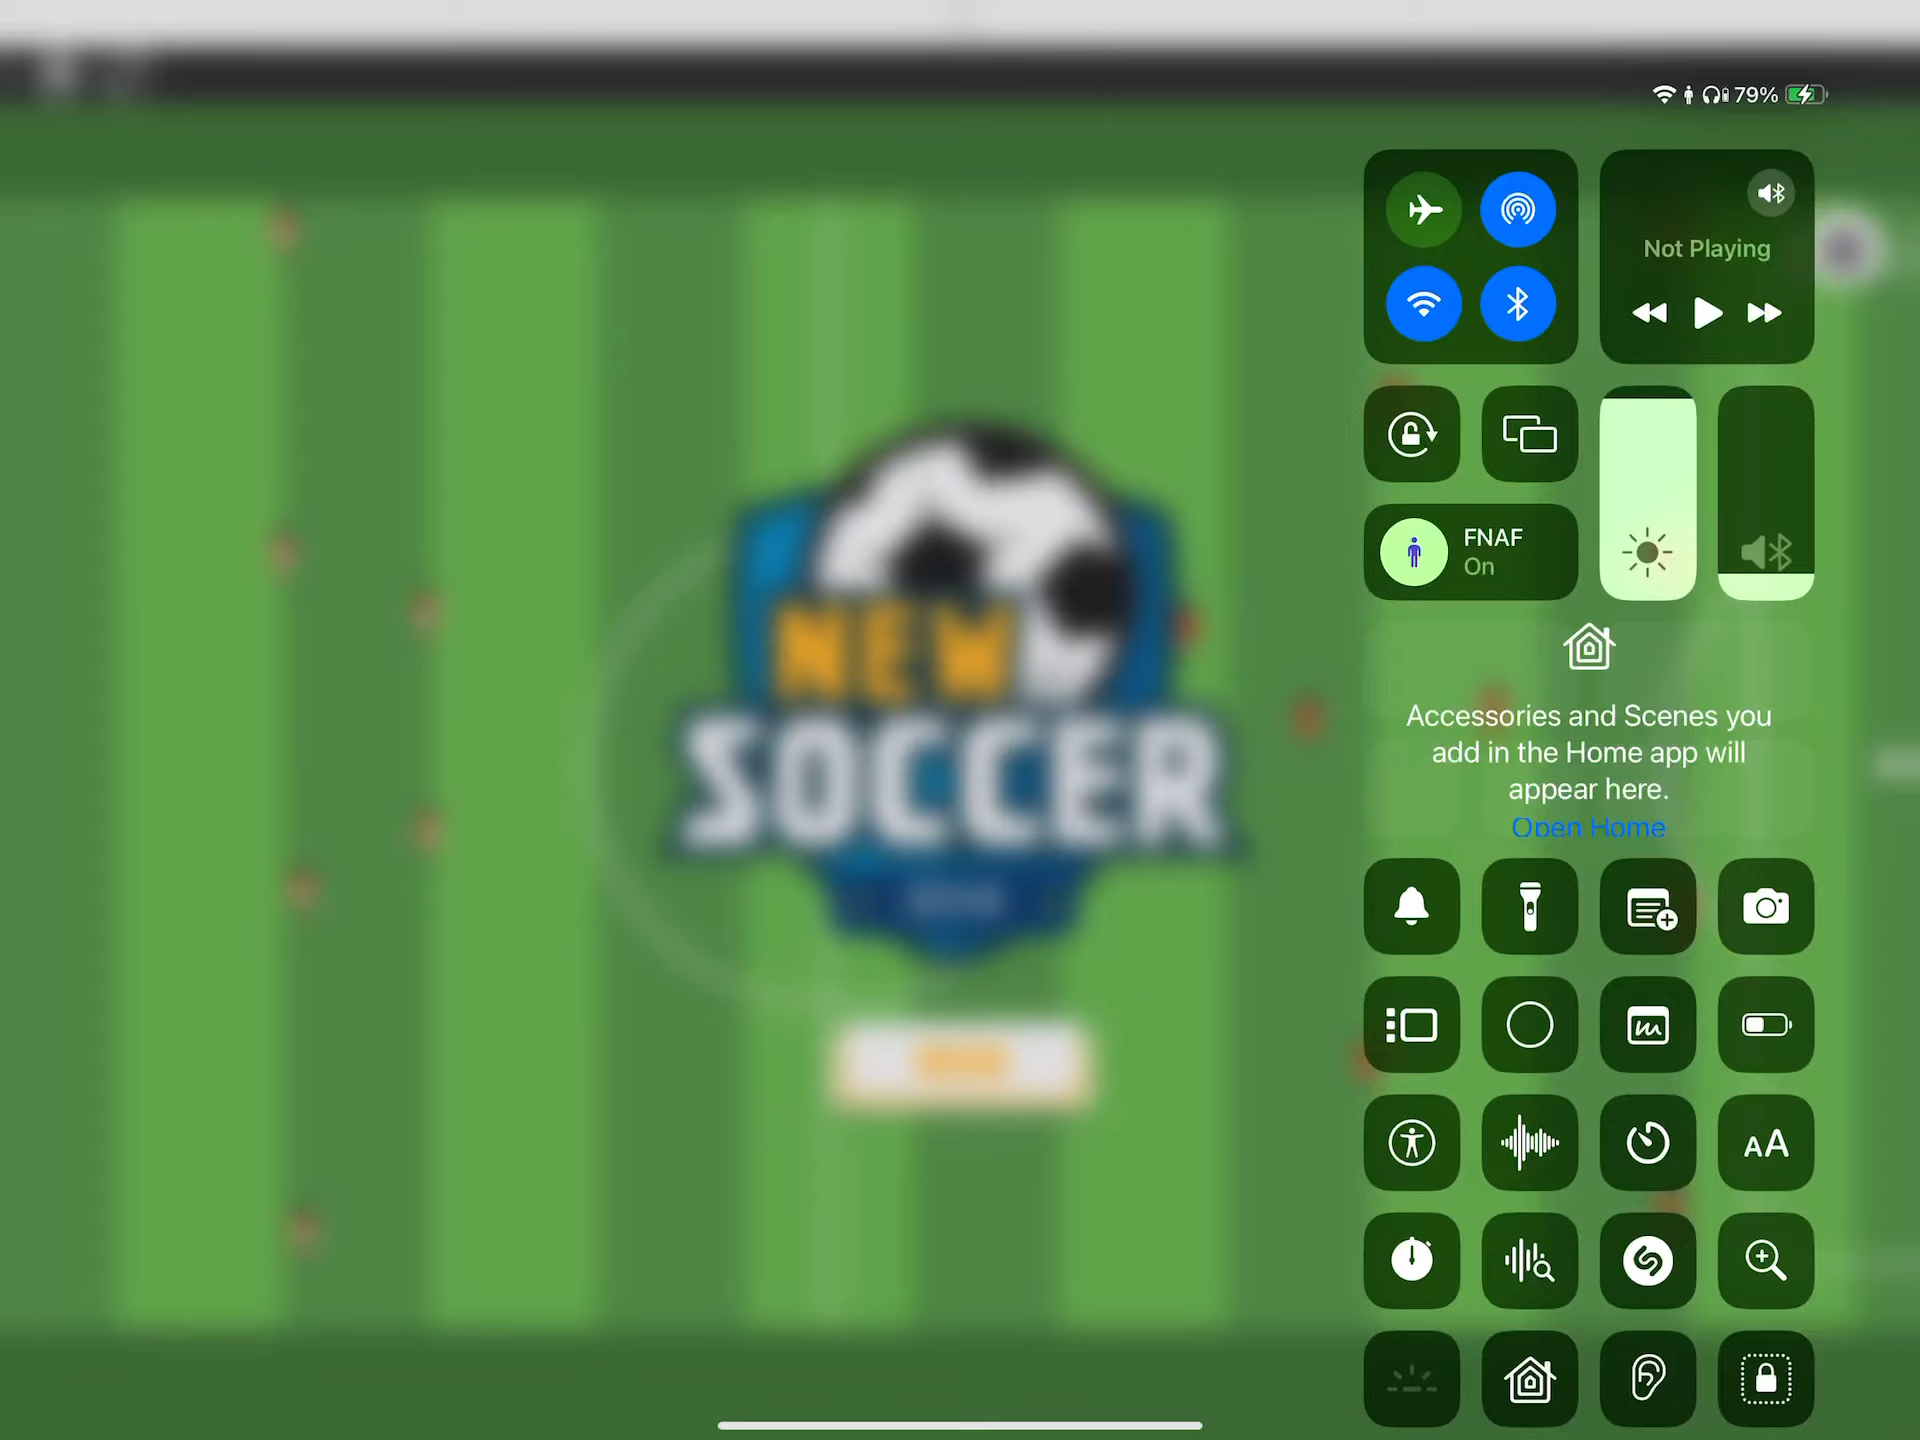 79%
Not Playing
FNAF
On
Accessories and Scenes you
add in the Home app will
appear here.
Open Home
AA
NEW
SOCCER